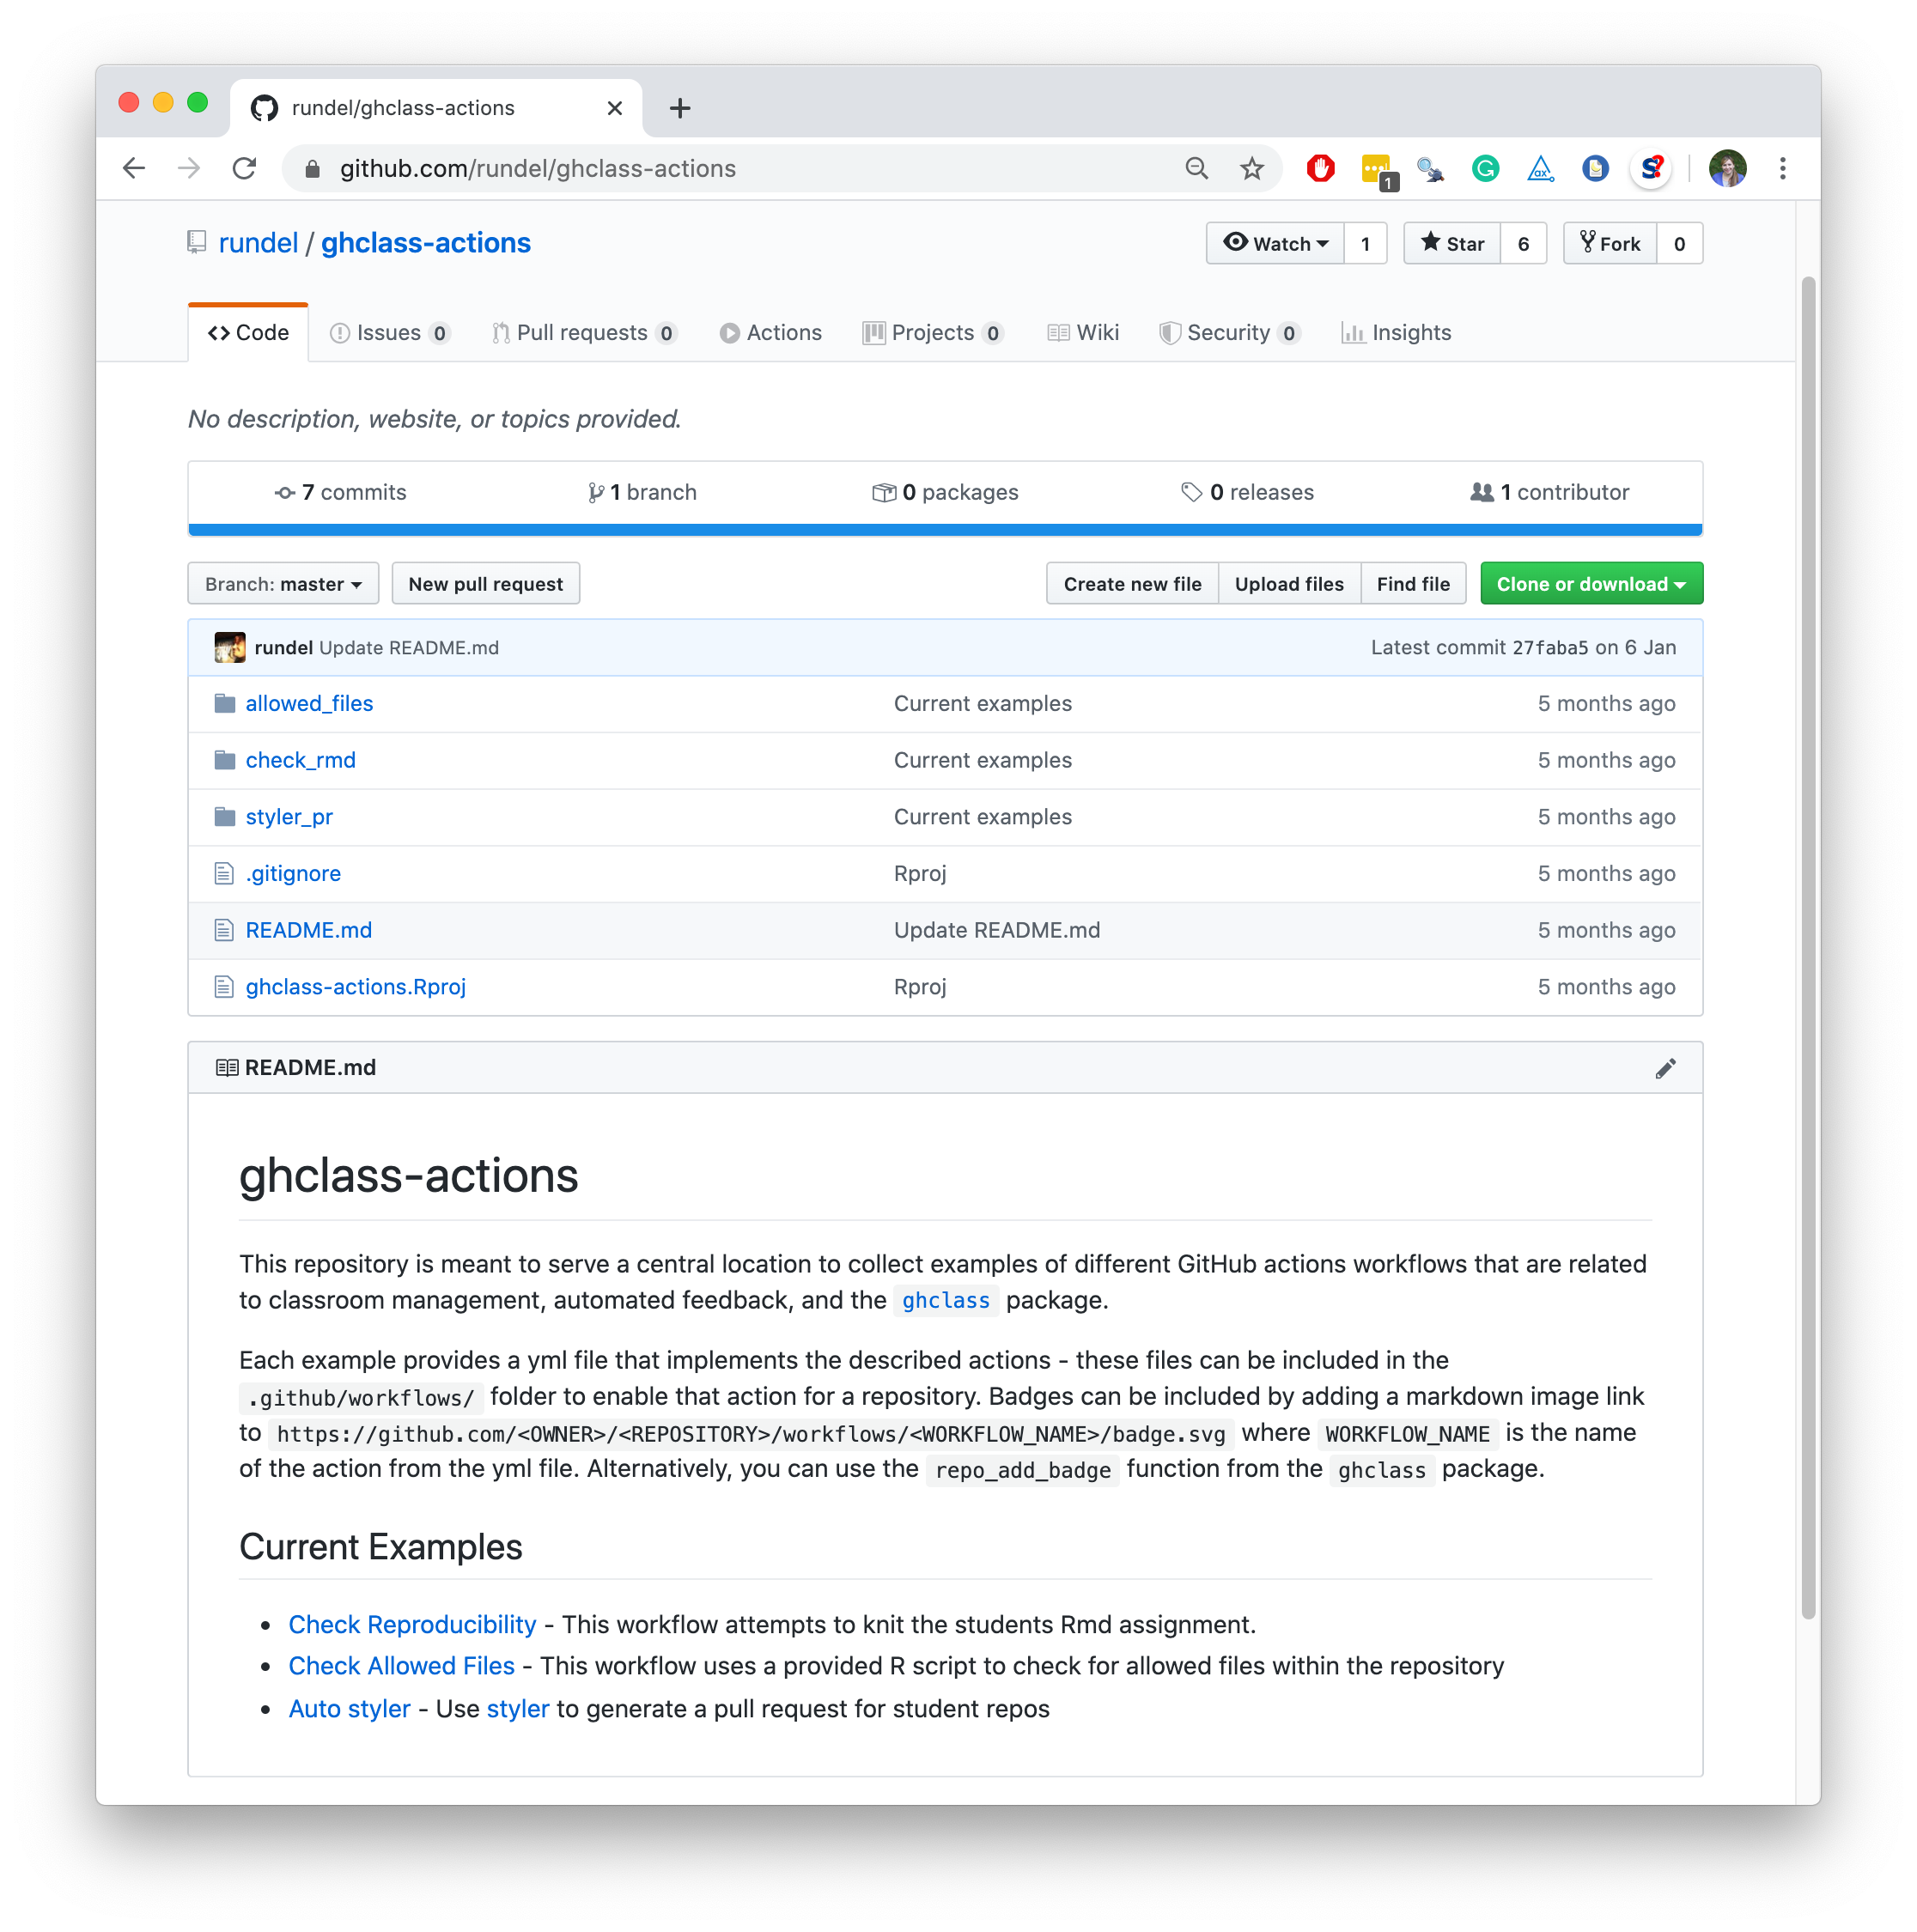 rundel/ghclass-actions
github.com/rundel/ghclass-actions
1
ax
G
S?
rundel / ghclass-actions
Watch 1 Star 6 Fork 0
Code Issues 0 Pull requests 0 Actions Projects 0 Wiki Security 0 Insights
No description, website, or topics provided.
7 commits 1 branch 0 packages 0 releases 1 contributor
Branch: master New pull request Create new file Upload files Find file Clone or download
rundel Update README.md Latest commit 27faba5 on 6 Jan
allowed_files Current examples 5 months ago
check_rmd Current examples 5 months ago
styler_pr Current examples 5 months ago
.gitignore Rproj 5 months ago
README.md Update README.md 5 months ago
ghclass-actions.Rproj Rproj 5 months ago
README.md
ghclass-actions
This repository is meant to serve a central location to collect examples of different GitHub actions workflows that are related
to classroom management, automated feedback, and the ghclass package.
Each example provides a yml file that implements the described actions - these files can be included in the
.github/workflows/ folder to enable that action for a repository. Badges can be included by adding a markdown image link
to https://github.com/<OWNER>/<REPOSITORY>/workflows/<WORKFLOW_NAME>/badge.svg where WORKFLOW_NAME is the name
of the action from the yml file. Alternatively, you can use the repo_add_badge function from the ghclass package.
Current Examples
• Check Reproducibility - This workflow attempts to knit the students Rmd assignment.
• Check Allowed Files - This workflow uses a provided R script to check for allowed files within the repository
• Auto styler - Use styler to generate a pull request for student repos